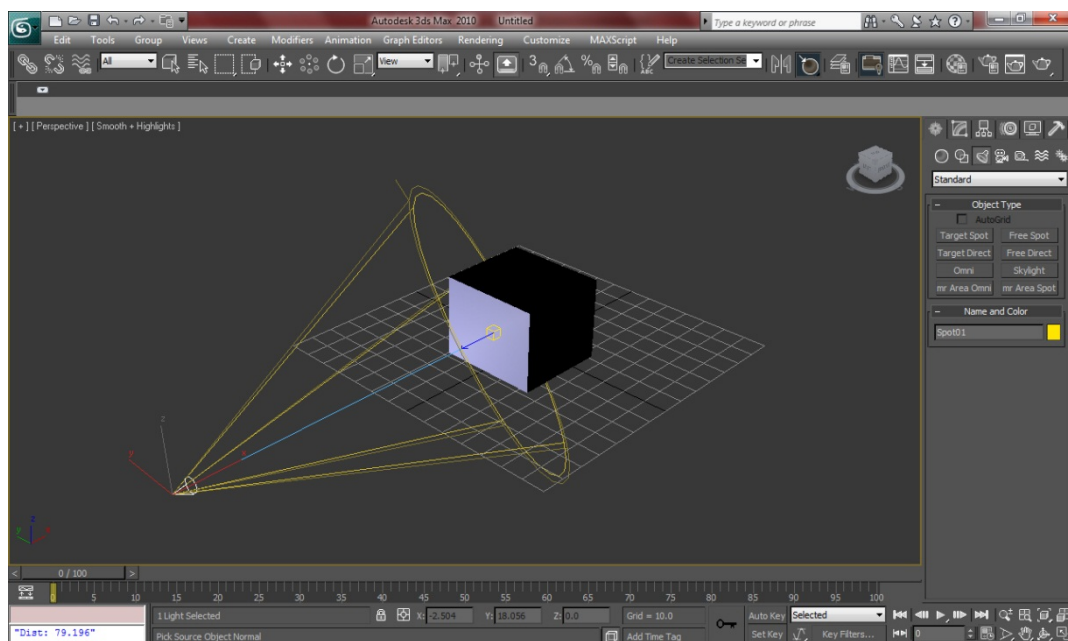 Autodesk 3ds Max 2010 Untitled
Type a keyword or phrase
Edit Tools Group Views Create Modifiers Animation Graph Editors Rendering Customize MAXScript Help
All
View
3
Create Selection Se
[ + ] [ Perspective ] [ Smooth + Highlights ]
Standard
Object Type
AutoGrid
Target Spot Free Spot
Target Direct Free Direct
Omni Skylight
mr Area Omni mr Area Spot
Name and Color
Spot01
z
y
x
z
y
x
< 0 / 100 >
0 5 10 15 20 25 30 35 40 45 50 55 60 65 70 75 80 85 90 95 100
1 Light Selected X: -2.504 Y: 18.056 Z: 0.0 Grid = 10.0 Auto Key Selected
"Dist: 79.196" Pick Source Object Normal Add Time Tag Set Key Key Filters... 0